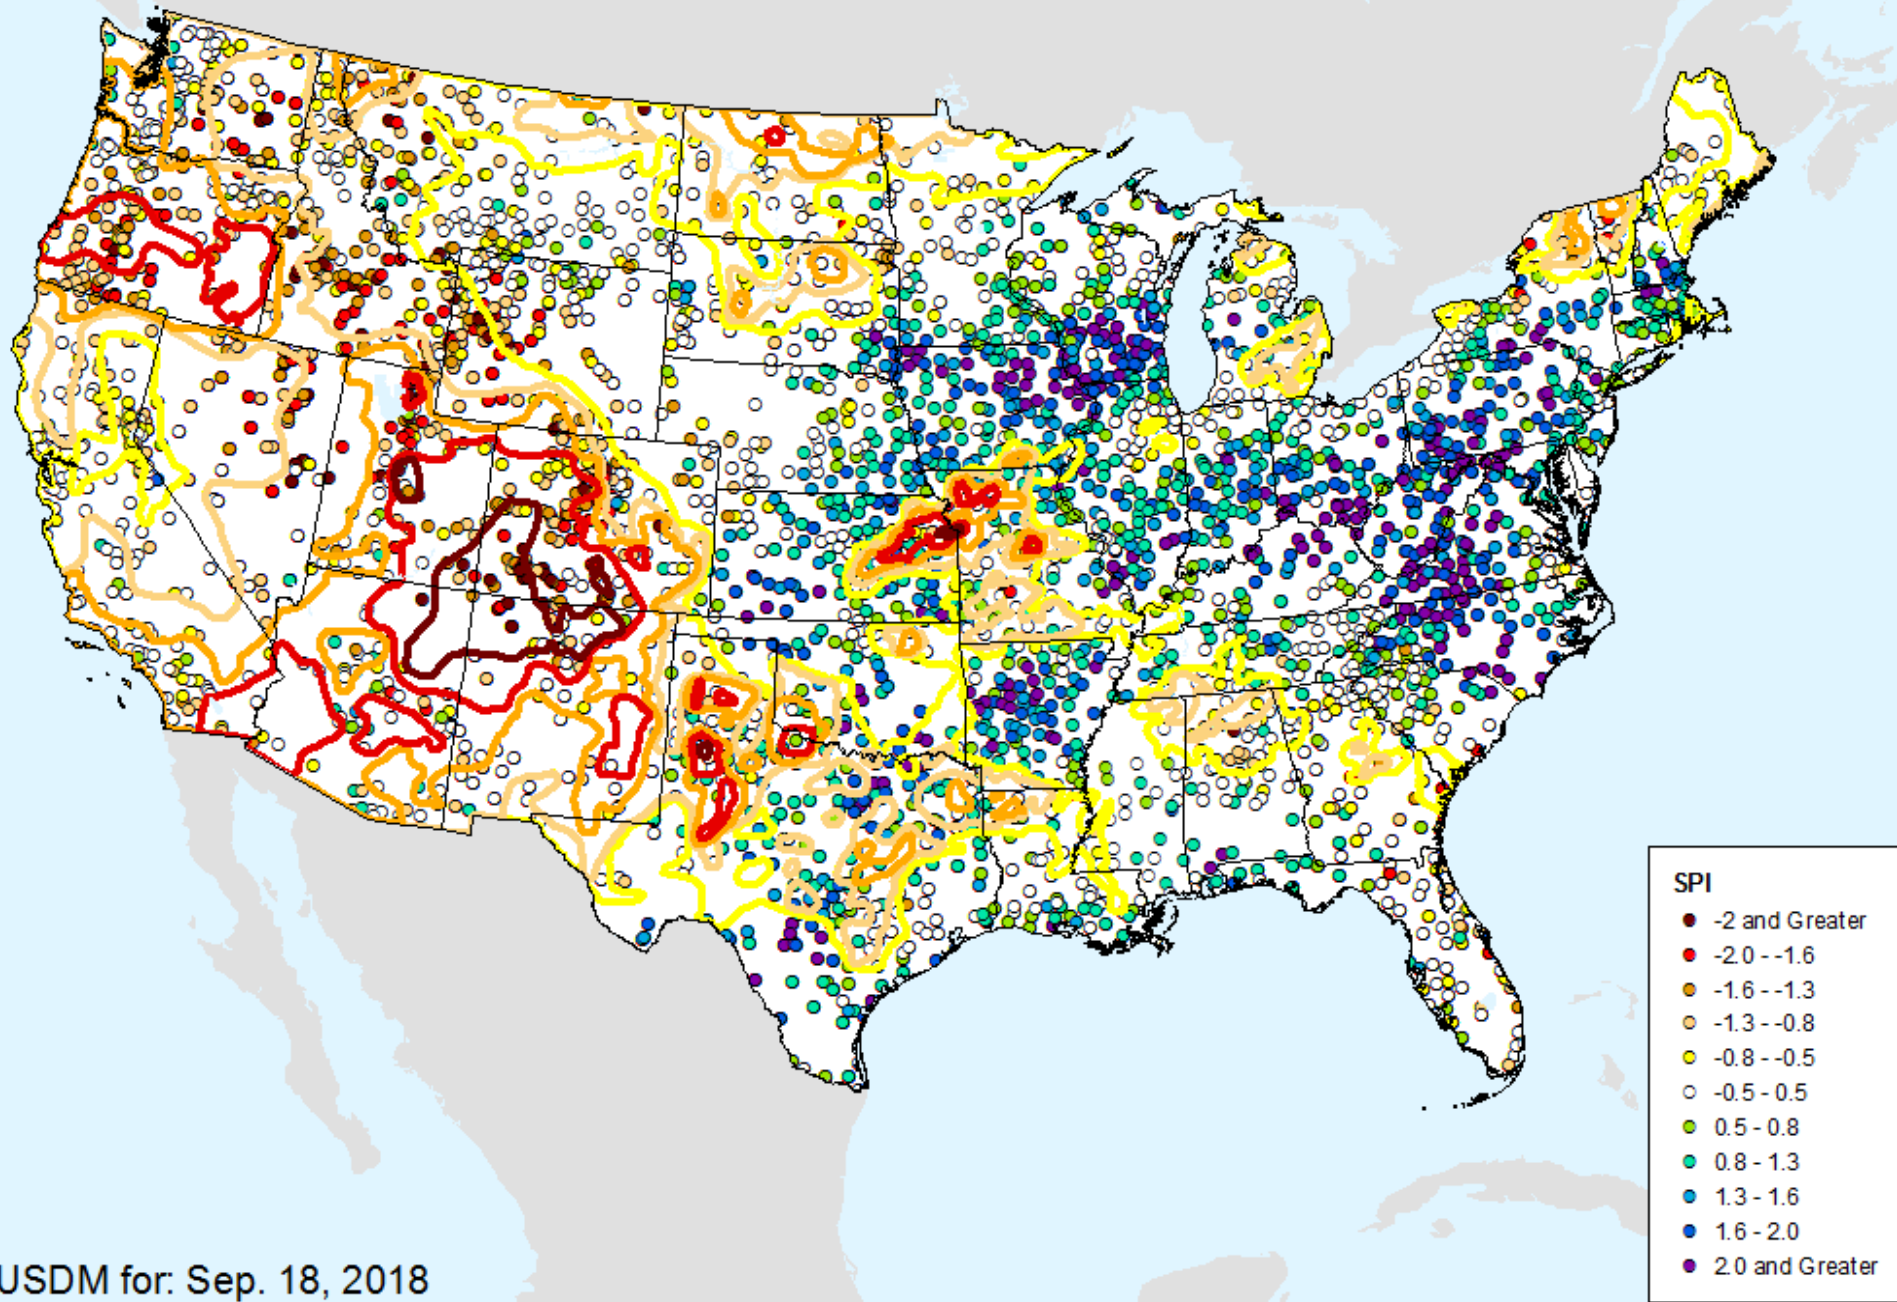 SPI
-2 and Greater
-2.0 - -1.6
-1.6 - -1.3
-1.3 - -0.8
-0.8 - -0.5
-0.5 - 0.5
0.5 - 0.8
0.8 - 1.3
1.3 - 1.6
1.6 - 2.0
2.0 and Greater
USDM for: Sep. 18, 2018